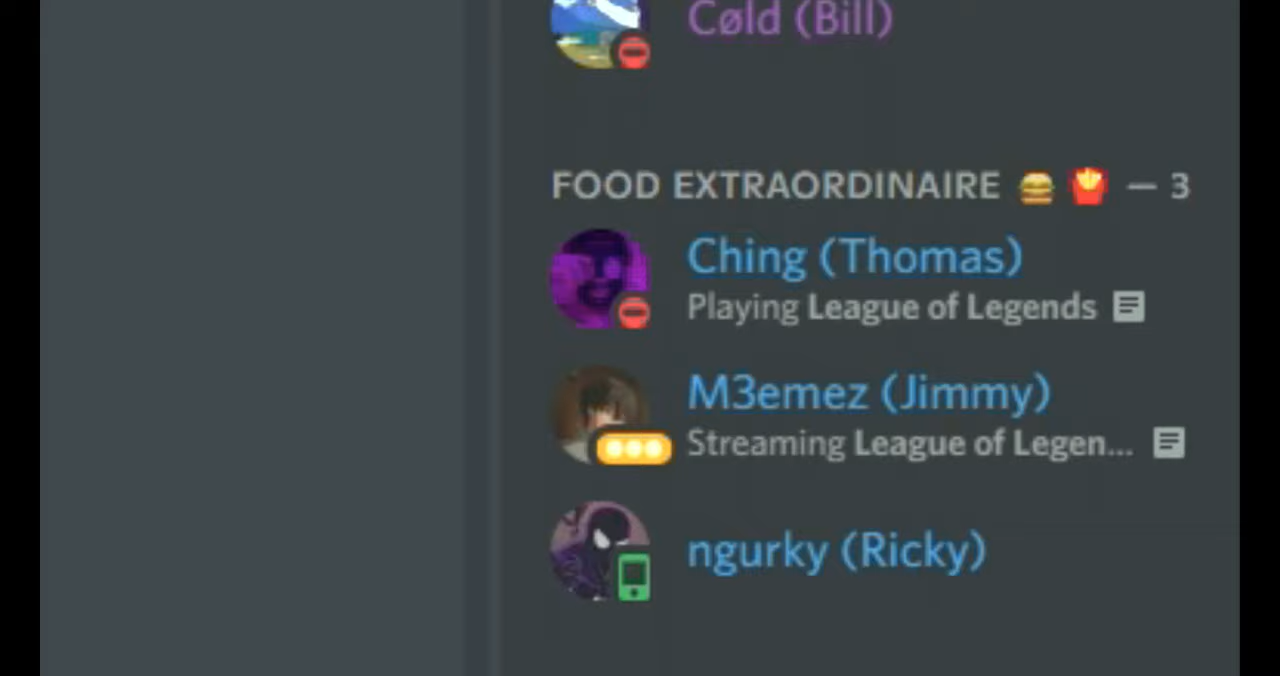 Cøld (Bill)
FOOD EXTRAORDINAIRE 🍔 🍟 — 3
Ching (Thomas)
Playing League of Legends
M3emez (Jimmy)
Streaming League of Legen...
ngurky (Ricky)